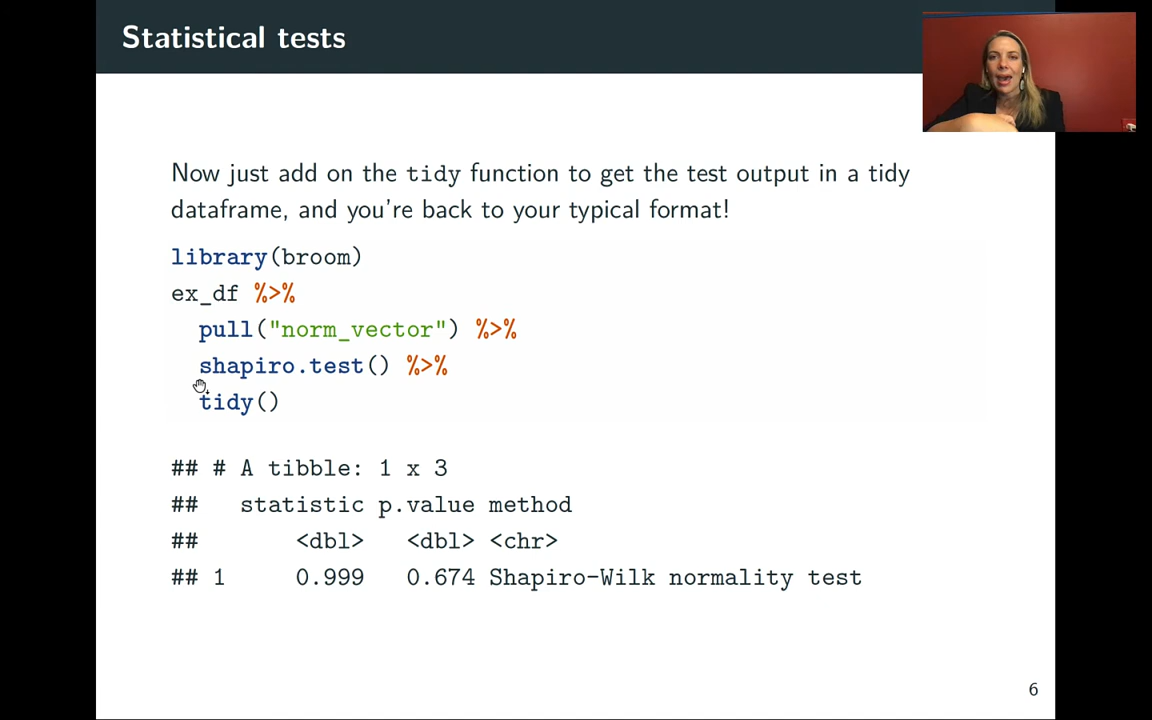 Statistical tests
Now just add on the tidy function to get the test output in a tidy
dataframe, and you're back to your typical format!
library(broom)
ex_df %>%
  pull("norm_vector") %>%
  shapiro.test() %>%
  tidy()
## # A tibble: 1 x 3
##   statistic p.value method
##       <dbl>   <dbl> <chr>
## 1     0.999   0.674 Shapiro-Wilk normality test
6